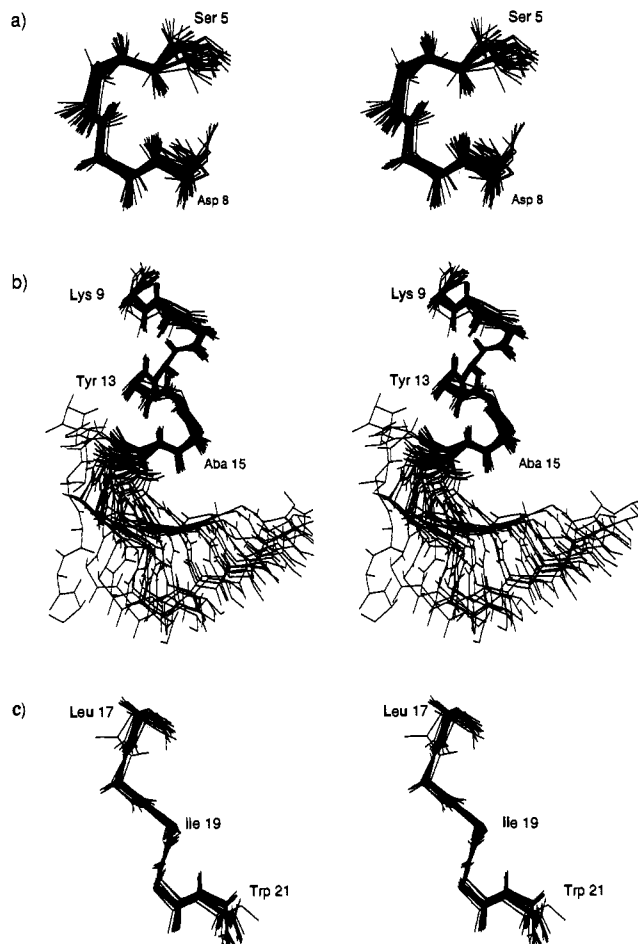 a)
Ser 5
Ser 5
Asp 8
Asp 8
b)
Lys 9
Lys 9
Tyr 13
Tyr 13
Aba 15
Aba 15
c)
Leu 17
Leu 17
Ile 19
Ile 19
Trp 21
Trp 21